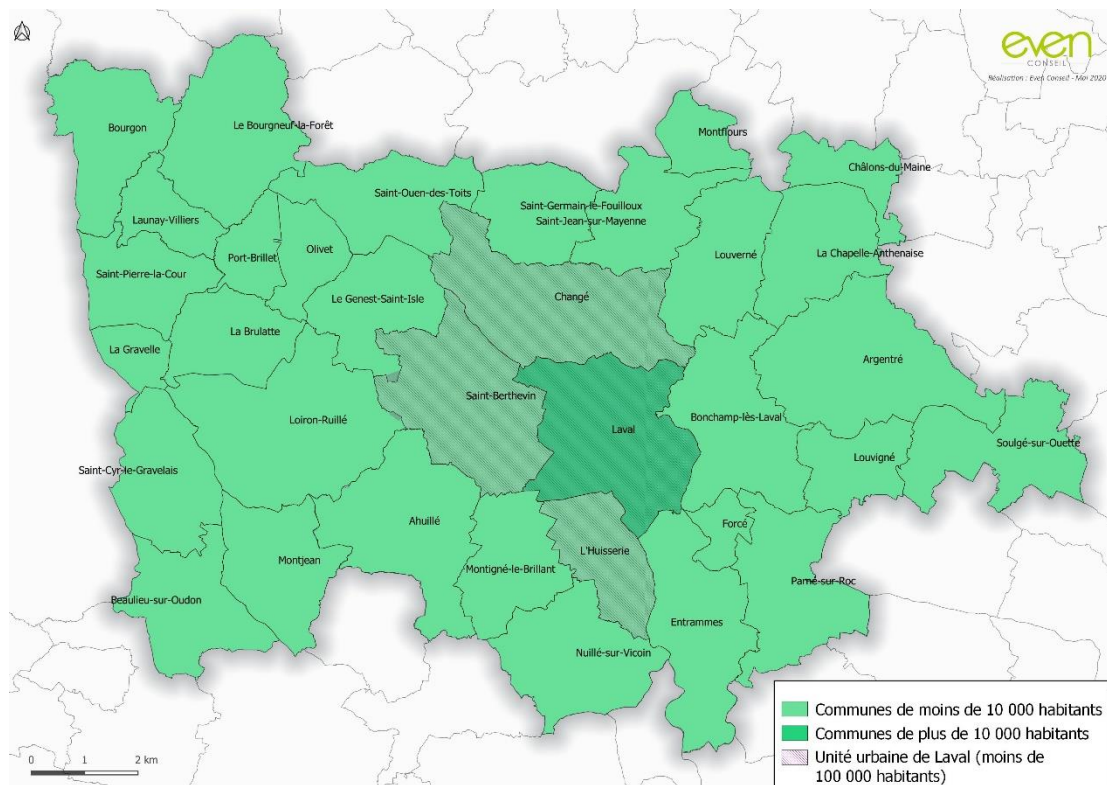 even
CONSEIL
Réalisation : Even Conseil - Mai 2020
Bourgon
Le Bourgneuf-la-Forêt
Montflours
Châlons-du-Maine
Saint-Ouen-des-Toits
Saint-Germain-le-Fouilloux
Saint-Jean-sur-Mayenne
Launay-Villiers
Port-Brillet
Olivet
Louverné
La Chapelle-Anthenaise
Saint-Pierre-la-Cour
Le Genest-Saint-Isle
Changé
La Brulatte
La Gravelle
Argentré
Saint-Berthevin
Loiron-Ruillé
Laval
Bonchamp-lès-Laval
Soulgé-sur-Ouette
Louvigné
Saint-Cyr-le-Gravelais
Ahuillé
Forcé
L'Huisserie
Montjean
Montigné-le-Brillant
Parné-sur-Roc
Beaulieu-sur-Oudon
Entrammes
Nuillé-sur-Vicoin
Communes de moins de 10 000 habitants
Communes de plus de 10 000 habitants
Unité urbaine de Laval (moins de
100 000 habitants)
0 1 2 km